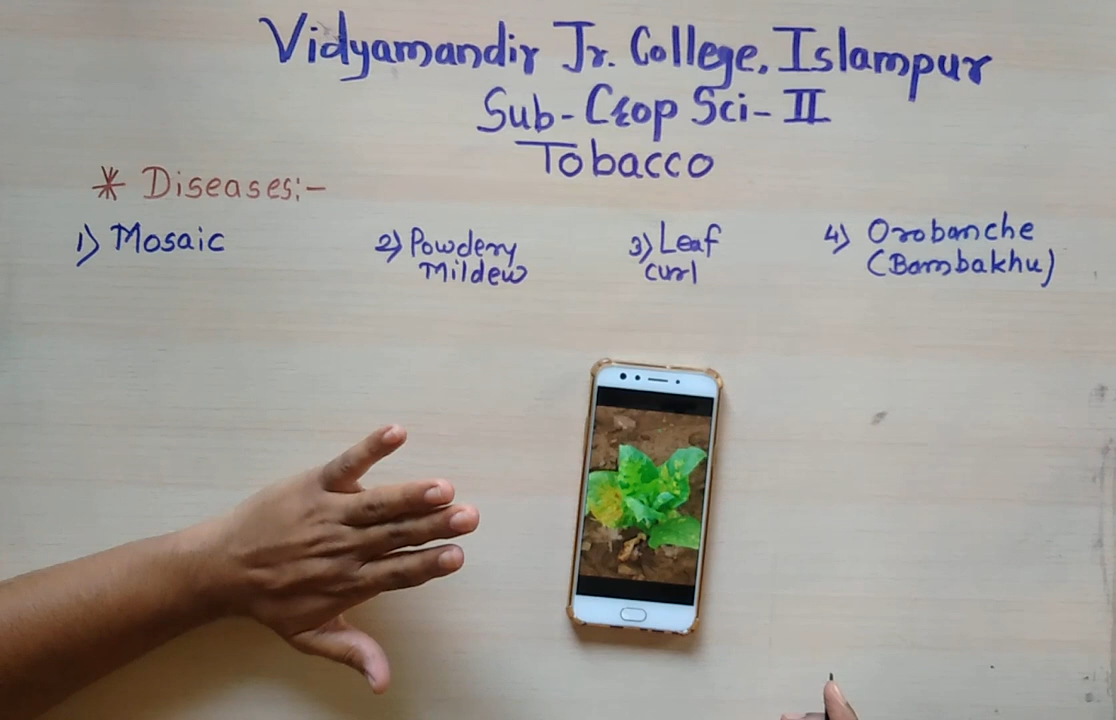 Vidyamandir Jr. College, Islampur
Sub-Crop Sci-II
Tobacco
* Diseases:-
1) Mosaic
2) Powdery
Mildew
3) Leaf
curl
4) Orobanche
(Bambakhu)